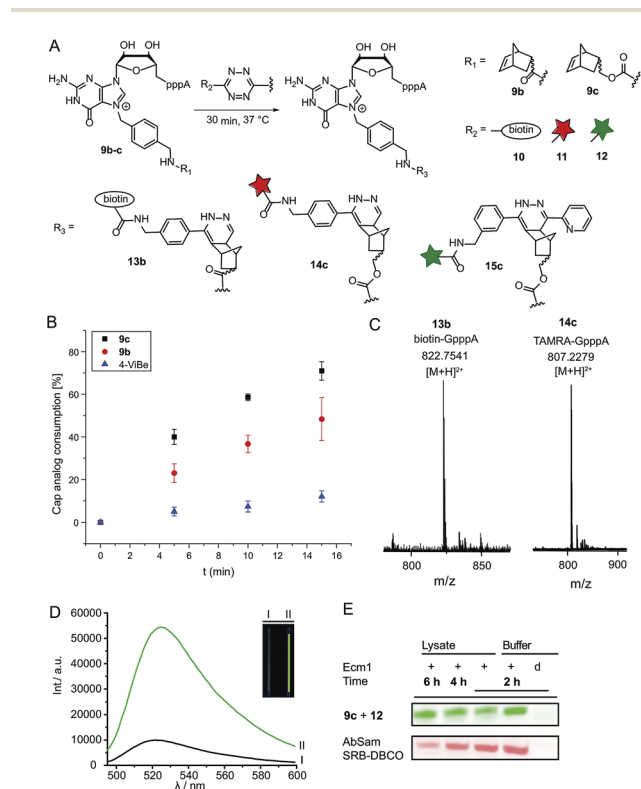 A
OH OH
H₂N N N O pppA
HN N ⊕
O
9b-c
HN~R₁
R₂ N=N N-N
30 min, 37 °C
OH OH
H₂N N N O pppA
HN N ⊕
O
HN~R₃
R₁ =
9b
9c
R₂ = biotin
10 11 12
R₃ =
biotin
O NH
HN-N
13b
O
O NH
HN-N
14c
O
O
HN-N
N
H N
O
15c
O
O
B
Cap analog consumption [%]
80
60
40
20
0
9c
9b
4-ViBe
0 2 4 6 8 10 12 14 16
t (min)
C
13b
biotin-GpppA
822.7541
[M+H]²⁺
14c
TAMRA-GpppA
807.2279
[M+H]²⁺
800 850
m/z
800 900
m/z
D
Int./ a.u.
60000
50000
40000
30000
20000
10000
0
I II
II
I
500 520 540 560 580 600
λ / nm
E
Lysate Buffer
Ecm1 + + + + d
Time 6 h 4 h 2 h
9c + 12
AbSam
SRB-DBCO